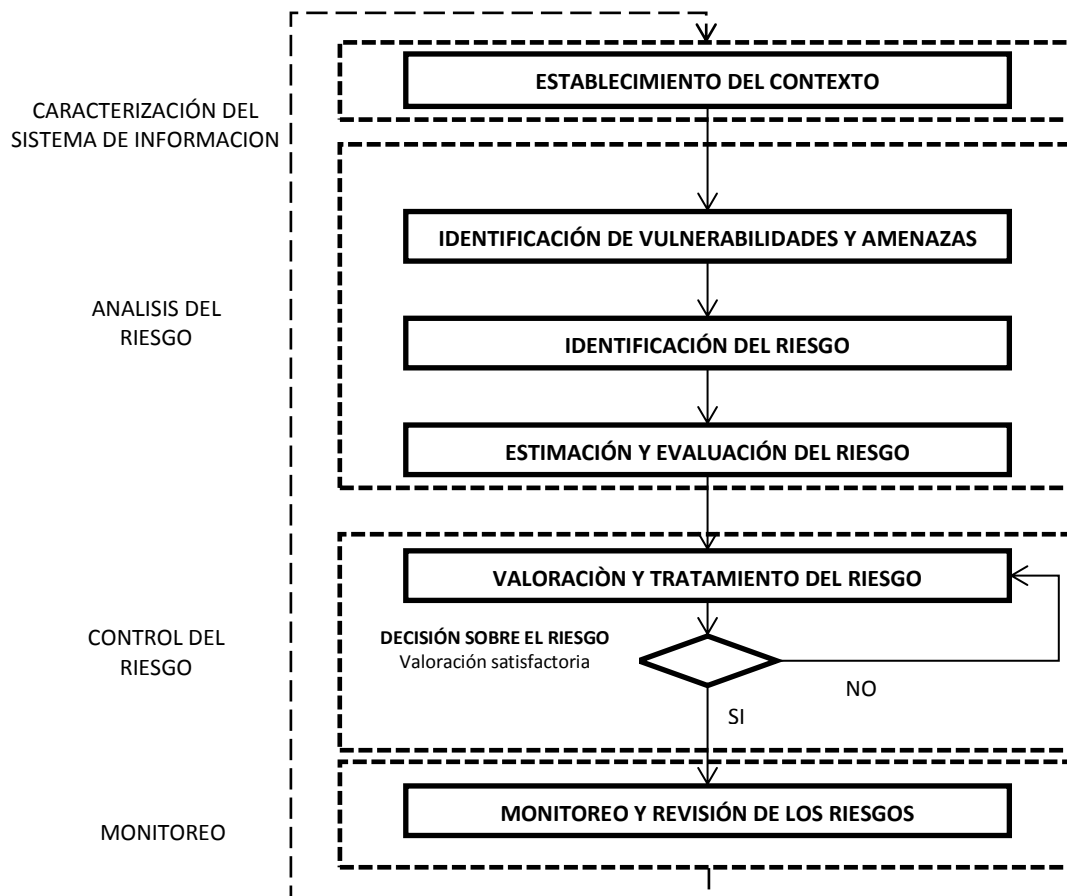 ESTABLECIMIENTO DEL CONTEXTO
CARACTERIZACIÓN DEL
SISTEMA DE INFORMACION
IDENTIFICACIÓN DE VULNERABILIDADES Y AMENAZAS
ANALISIS DEL
RIESGO
IDENTIFICACIÓN DEL RIESGO
ESTIMACIÓN Y EVALUACIÓN DEL RIESGO
VALORACIÒN Y TRATAMIENTO DEL RIESGO
CONTROL DEL
RIESGO
DECISIÓN SOBRE EL RIESGO
Valoración satisfactoria
NO
SI
MONITOREO Y REVISIÓN DE LOS RIESGOS
MONITOREO